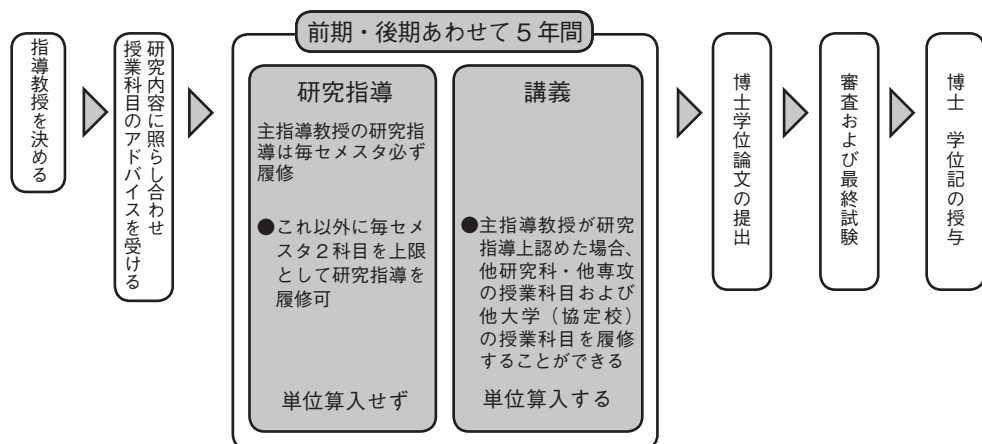 指導教授を決める
研究内容に照らし合わせ
授業科目のアドバイスを受ける
前期・後期あわせて５年間
研究指導
主指導教授の研究指
導は毎セメスタ必ず
履修
●これ以外に毎セメ
スタ２科目を上限
として研究指導を
履修可
単位算入せず
講義
●主指導教授が研究
指導上認めた場合、
他研究科・他専攻
の授業科目および
他大学（協定校）
の授業科目を履修
することができる
単位算入する
博士学位論文の提出
審査および最終試験
博士　学位記の授与